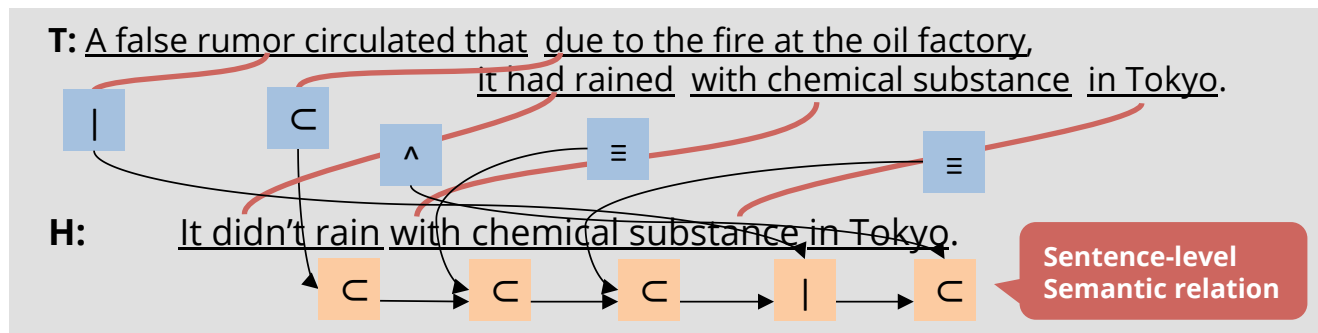 T: A false rumor circulated that due to the fire at the oil factory,
it had rained with chemical substance in Tokyo.
| ⊂ ^ ≡ ≡
H: It didn't rain with chemical substance in Tokyo.
⊂ ⊂ ⊂ | ⊂
Sentence-level
Semantic relation